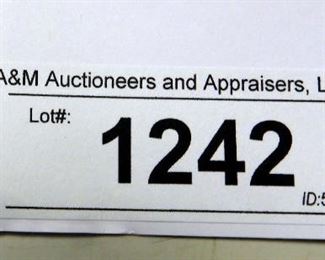 A&M Auctioneers and Appraisers, L
Lot#:
1242
ID:5